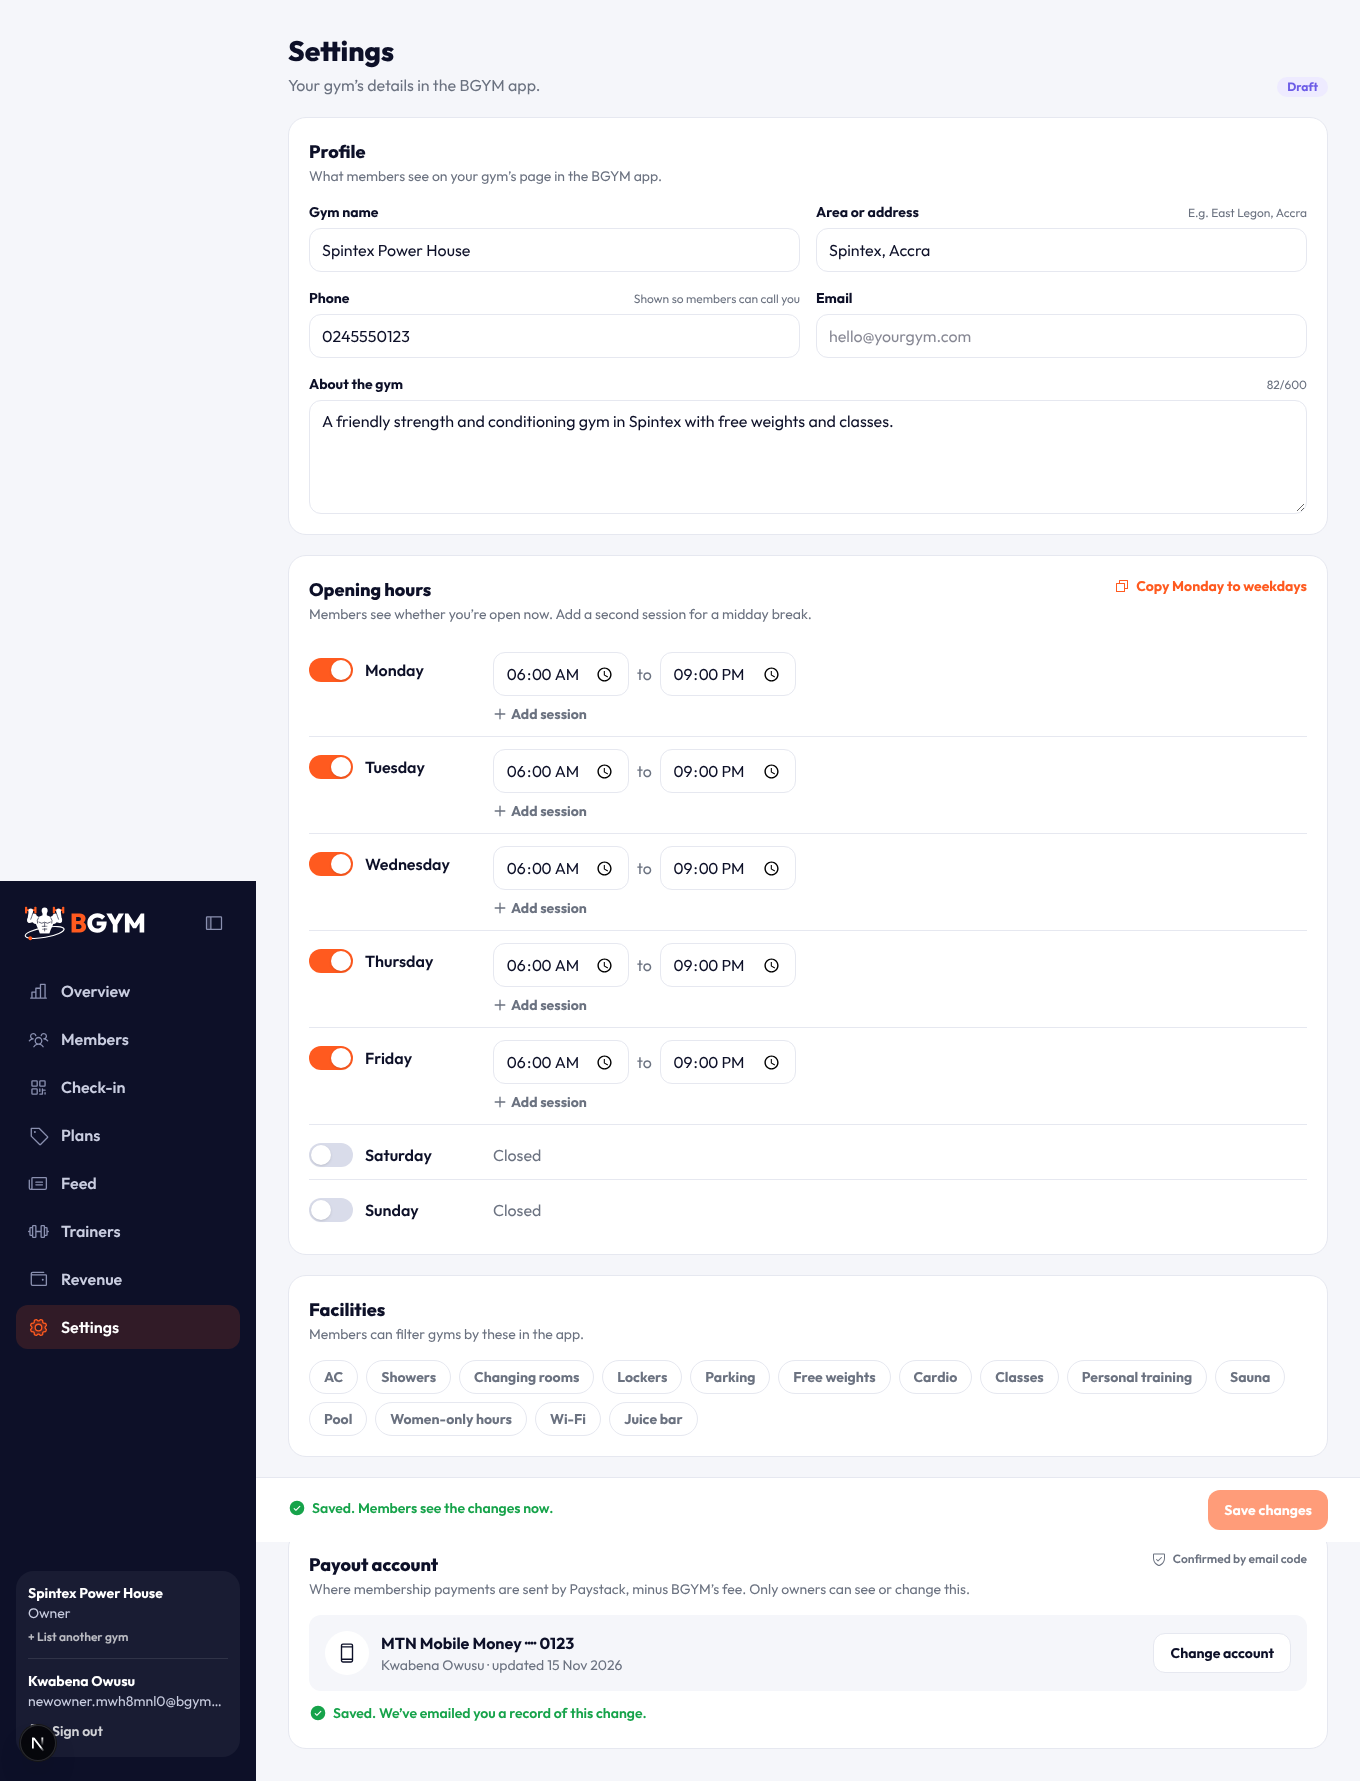 Settings
Your gym's details in the BGYM app.
Draft
Profile
What members see on your gym's page in the BGYM app.
Gym name
Spintex Power House
Area or address
E.g. East Legon, Accra
Spintex, Accra
Phone
Shown so members can call you
0245550123
Email
hello@yourgym.com
About the gym
82/600
A friendly strength and conditioning gym in Spintex with free weights and classes.
Opening hours
Copy Monday to weekdays
Members see whether you're open now. Add a second session for a midday break.
Monday
06:00 AM to 09:00 PM
+ Add session
Tuesday
06:00 AM to 09:00 PM
+ Add session
Wednesday
06:00 AM to 09:00 PM
+ Add session
Thursday
06:00 AM to 09:00 PM
+ Add session
Friday
06:00 AM to 09:00 PM
+ Add session
Saturday
Closed
Sunday
Closed
Facilities
Members can filter gyms by these in the app.
AC
Showers
Changing rooms
Lockers
Parking
Free weights
Cardio
Classes
Personal training
Sauna
Pool
Women-only hours
Wi-Fi
Juice bar
Saved. Members see the changes now.
Save changes
Payout account
Confirmed by email code
Where membership payments are sent by Paystack, minus BGYM's fee. Only owners can see or change this.
MTN Mobile Money •••• 0123
Kwabena Owusu · updated 15 Nov 2026
Change account
Saved. We've emailed you a record of this change.
BGYM
Overview
Members
Check-in
Plans
Feed
Trainers
Revenue
Settings
Spintex Power House
Owner
+ List another gym
Kwabena Owusu
newowner.mwh8mnl0@bgym...
Sign out
N